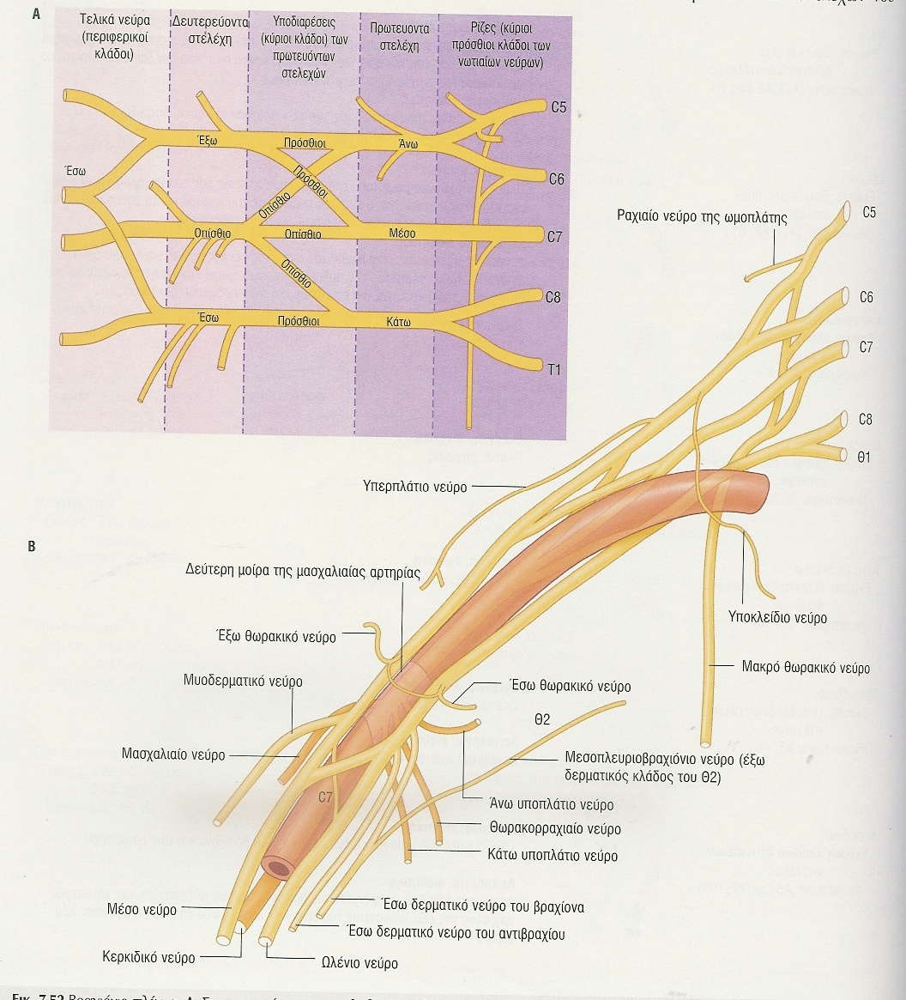 A
Τελικά νεύρα
(περιφερικοί
κλάδοι)
Δευτερεύοντα
στελέχη
Υποδιαρέσεις
(κύριοι κλάδοι) των
πρωτευόντων
στελεχών
Πρωτευοντα
στελέχη
Ρίζες (κύριοι
πρόσθιοι κλάδοι των
νωτιαίων νεύρων)
C5
Έξω
Πρόσθιοι
Άνω
Έσω
Πρόσθιοι
C6
Οπίσθιο
Οπίσθιο
Οπίσθιο
Μέσο
C7
Οπίσθιο
C8
Έσω
Πρόσθιοι
Κάτω
T1
Ραχιαίο νεύρο της ωμοπλάτης
C5
C6
C7
C8
Θ1
Υπερπλάτιο νεύρο
B
Δεύτερη μοίρα της μασχαλιαίας αρτηρίας
Υποκλείδιο νεύρο
Έξω θωρακικό νεύρο
Μακρό θωρακικό νεύρο
Μυοδερματικό νεύρο
Έσω θωρακικό νεύρο
Θ2
Μασχαλιαίο νεύρο
Μεσοπλευριοβραχιόνιο νεύρο (έξω
δερματικός κλάδος του Θ2)
C7
Άνω υποπλάτιο νεύρο
Θωρακορραχιαίο νεύρο
Κάτω υποπλάτιο νεύρο
Μέσο νεύρο
Έσω δερματικό νεύρο του βραχίονα
Έσω δερματικό νεύρο του αντιβραχίου
Κερκιδικό νεύρο
Ωλένιο νεύρο
Εικ. 7.52